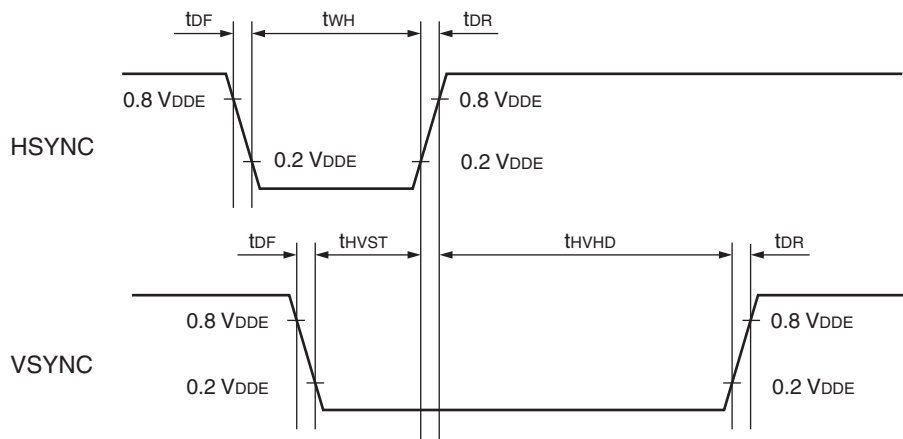 tDF tWH tDR
0.8 VDDE 0.8 VDDE
HSYNC
0.2 VDDE 0.2 VDDE
tDF tHVST tHVHD tDR
0.8 VDDE 0.8 VDDE
VSYNC
0.2 VDDE 0.2 VDDE